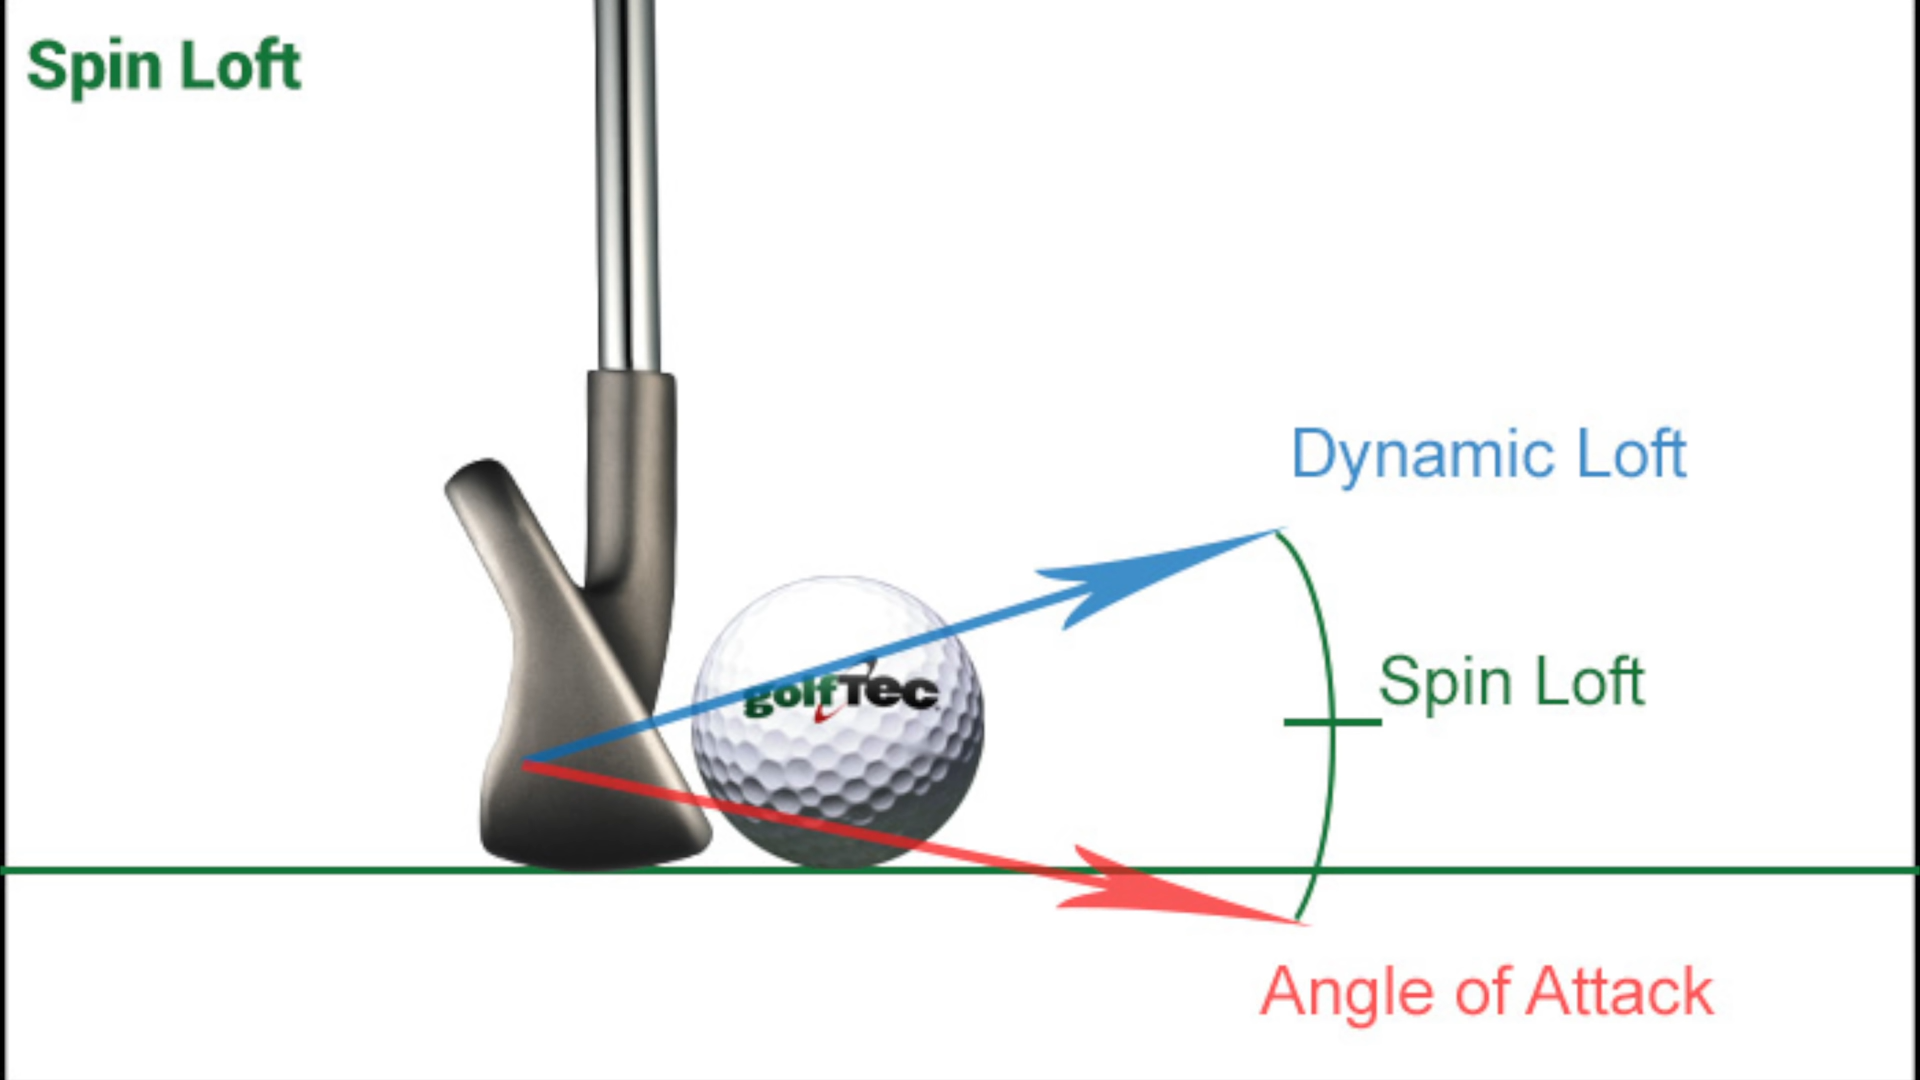 Spin Loft
Dynamic Loft
Spin Loft
golfTec
Angle of Attack